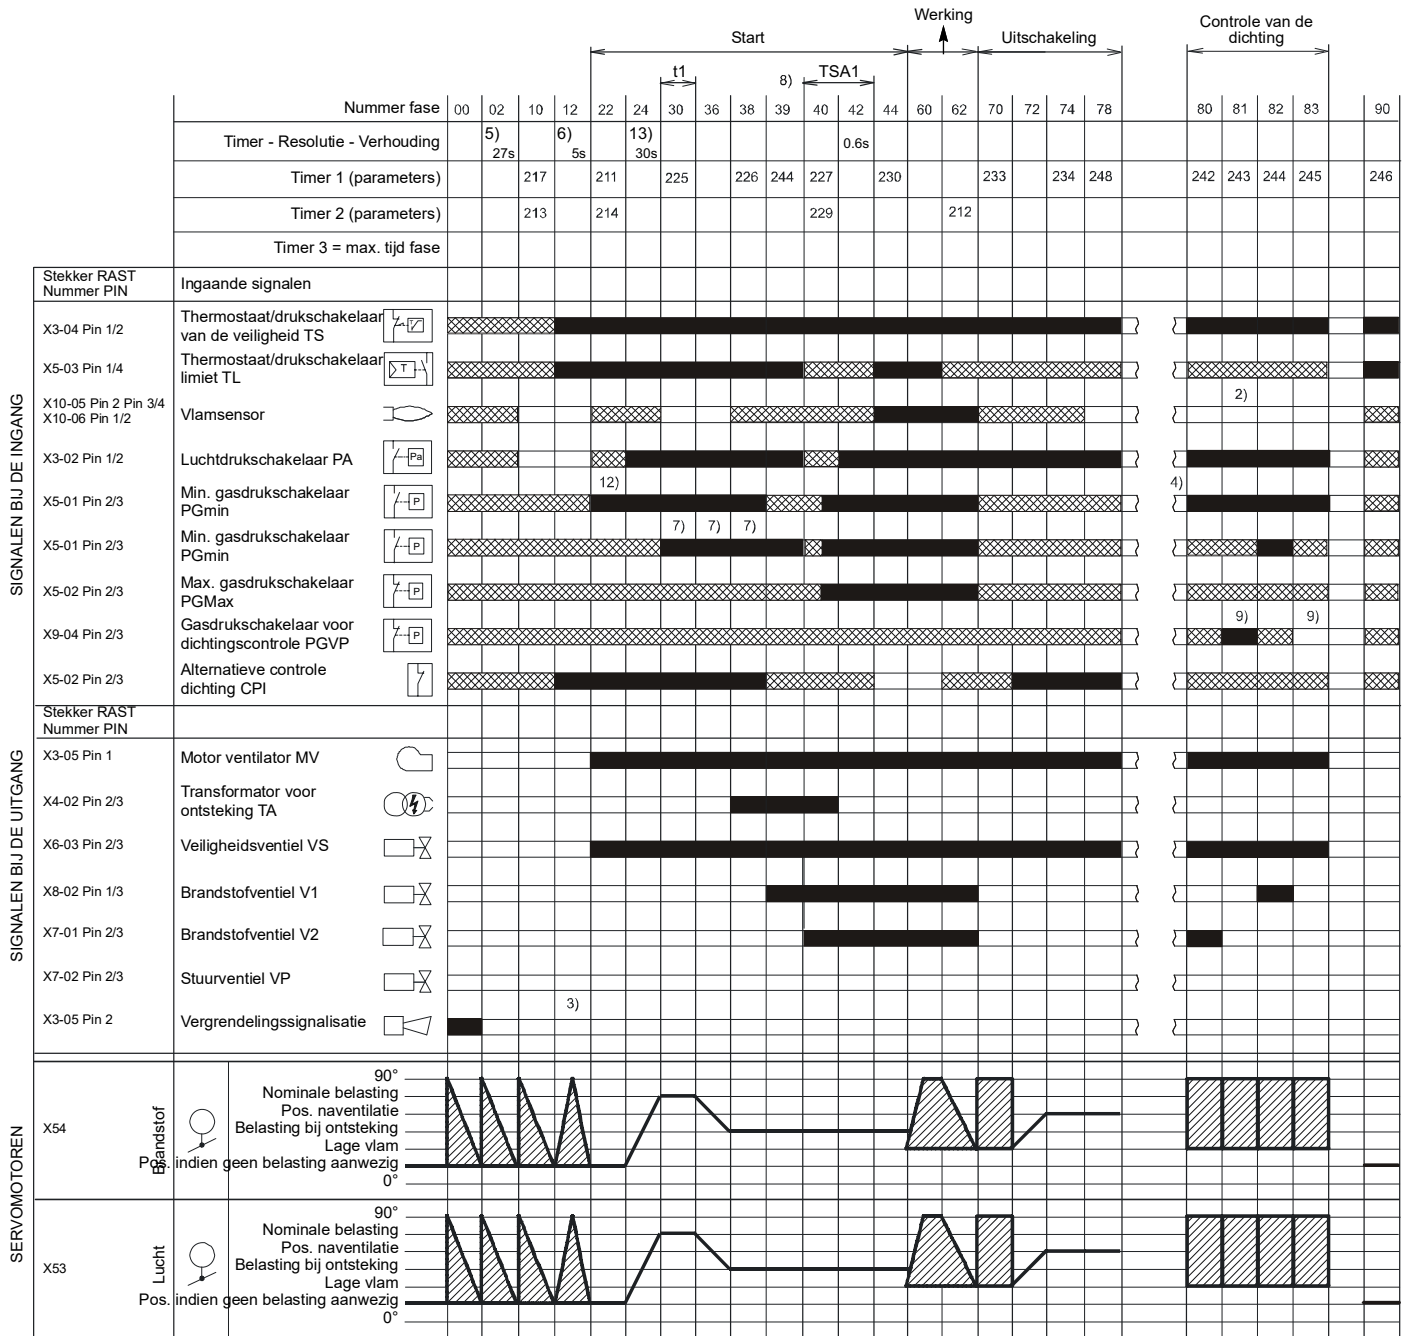 Werking
Start
Uitschakeling
Controle van de
dichting
t1
8)
TSA1
Nummer fase 00 02 10 12 22 24 30 36 38 39 40 42 44 60 62 70 72 74 78 80 81 82 83 90
Timer - Resolutie - Verhouding 5) 27s 6) 5s 13) 30s 0.6s
Timer 1 (parameters) 217 211 225 226 244 227 230 233 234 248 242 243 244 245 246
Timer 2 (parameters) 213 214 229 212
Timer 3 = max. tijd fase
SIGNALEN BIJ DE INGANG
Stekker RAST
Nummer PIN
Ingaande signalen
X3-04 Pin 1/2
Thermostaat/drukschakelaar
van de veiligheid TS
X5-03 Pin 1/4
Thermostaat/drukschakelaar
limiet TL
T
X10-05 Pin 2 Pin 3/4
X10-06 Pin 1/2
Vlamsensor
2)
X3-02 Pin 1/2
Luchtdrukschakelaar PA
Pa
X5-01 Pin 2/3
Min. gasdrukschakelaar
PGmin
P
12)
4)
X5-01 Pin 2/3
Min. gasdrukschakelaar
PGmin
P
7) 7) 7)
X5-02 Pin 2/3
Max. gasdrukschakelaar
PGMax
P
X9-04 Pin 2/3
Gasdrukschakelaar voor
dichtingscontrole PGVP
P
9) 9)
X5-02 Pin 2/3
Alternatieve controle
dichting CPI
SIGNALEN BIJ DE UITGANG
Stekker RAST
Nummer PIN
X3-05 Pin 1
Motor ventilator MV
X4-02 Pin 2/3
Transformator voor
ontsteking TA
X6-03 Pin 2/3
Veiligheidsventiel VS
X8-02 Pin 1/3
Brandstofventiel V1
X7-01 Pin 2/3
Brandstofventiel V2
X7-02 Pin 2/3
Stuurventiel VP
3)
X3-05 Pin 2
Vergrendelingssignalisatie
SERVOMOTOREN
X54
Brandstof
90°
Nominale belasting
Pos. naventilatie
Belasting bij ontsteking
Lage vlam
Pos. indien geen belasting aanwezig
0°
X53
Lucht
90°
Nominale belasting
Pos. naventilatie
Belasting bij ontsteking
Lage vlam
Pos. indien geen belasting aanwezig
0°